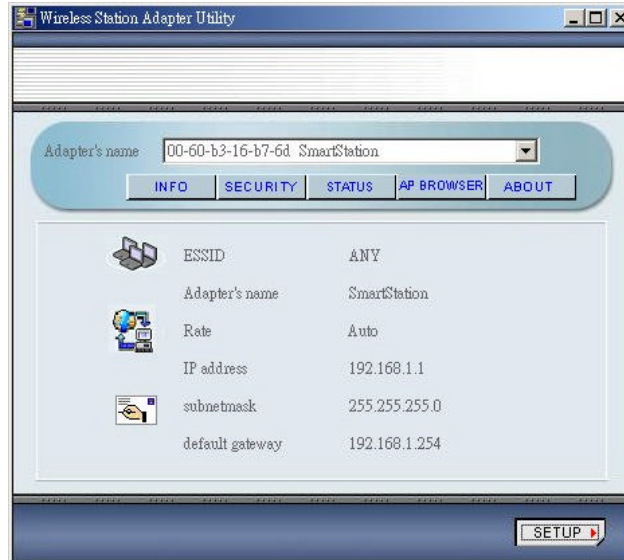 Wireless Station Adapter Utility
Adapter's name 00-60-b3-16-b7-6d SmartStation
INFO SECURITY STATUS AP BROWSER ABOUT
ESSID ANY
Adapter's name SmartStation
Rate Auto
IP address 192.168.1.1
subnetmask 255.255.255.0
default gateway 192.168.1.254
SETUP